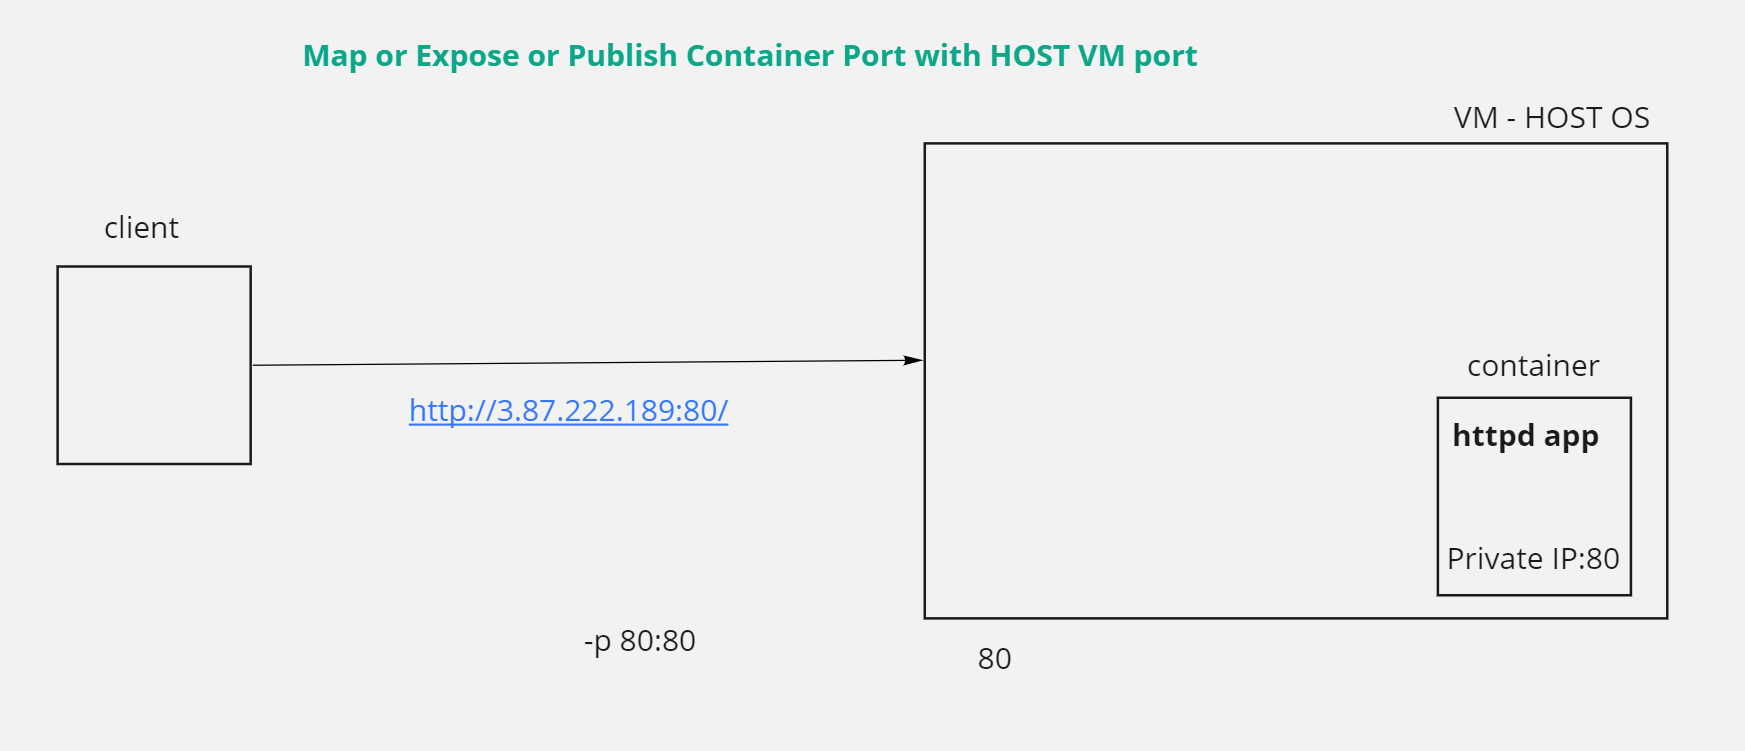 Map or Expose or Publish Container Port with HOST VM port
VM - HOST OS
client
container
http://3.87.222.189:80/
httpd app
Private IP:80
-p 80:80
80